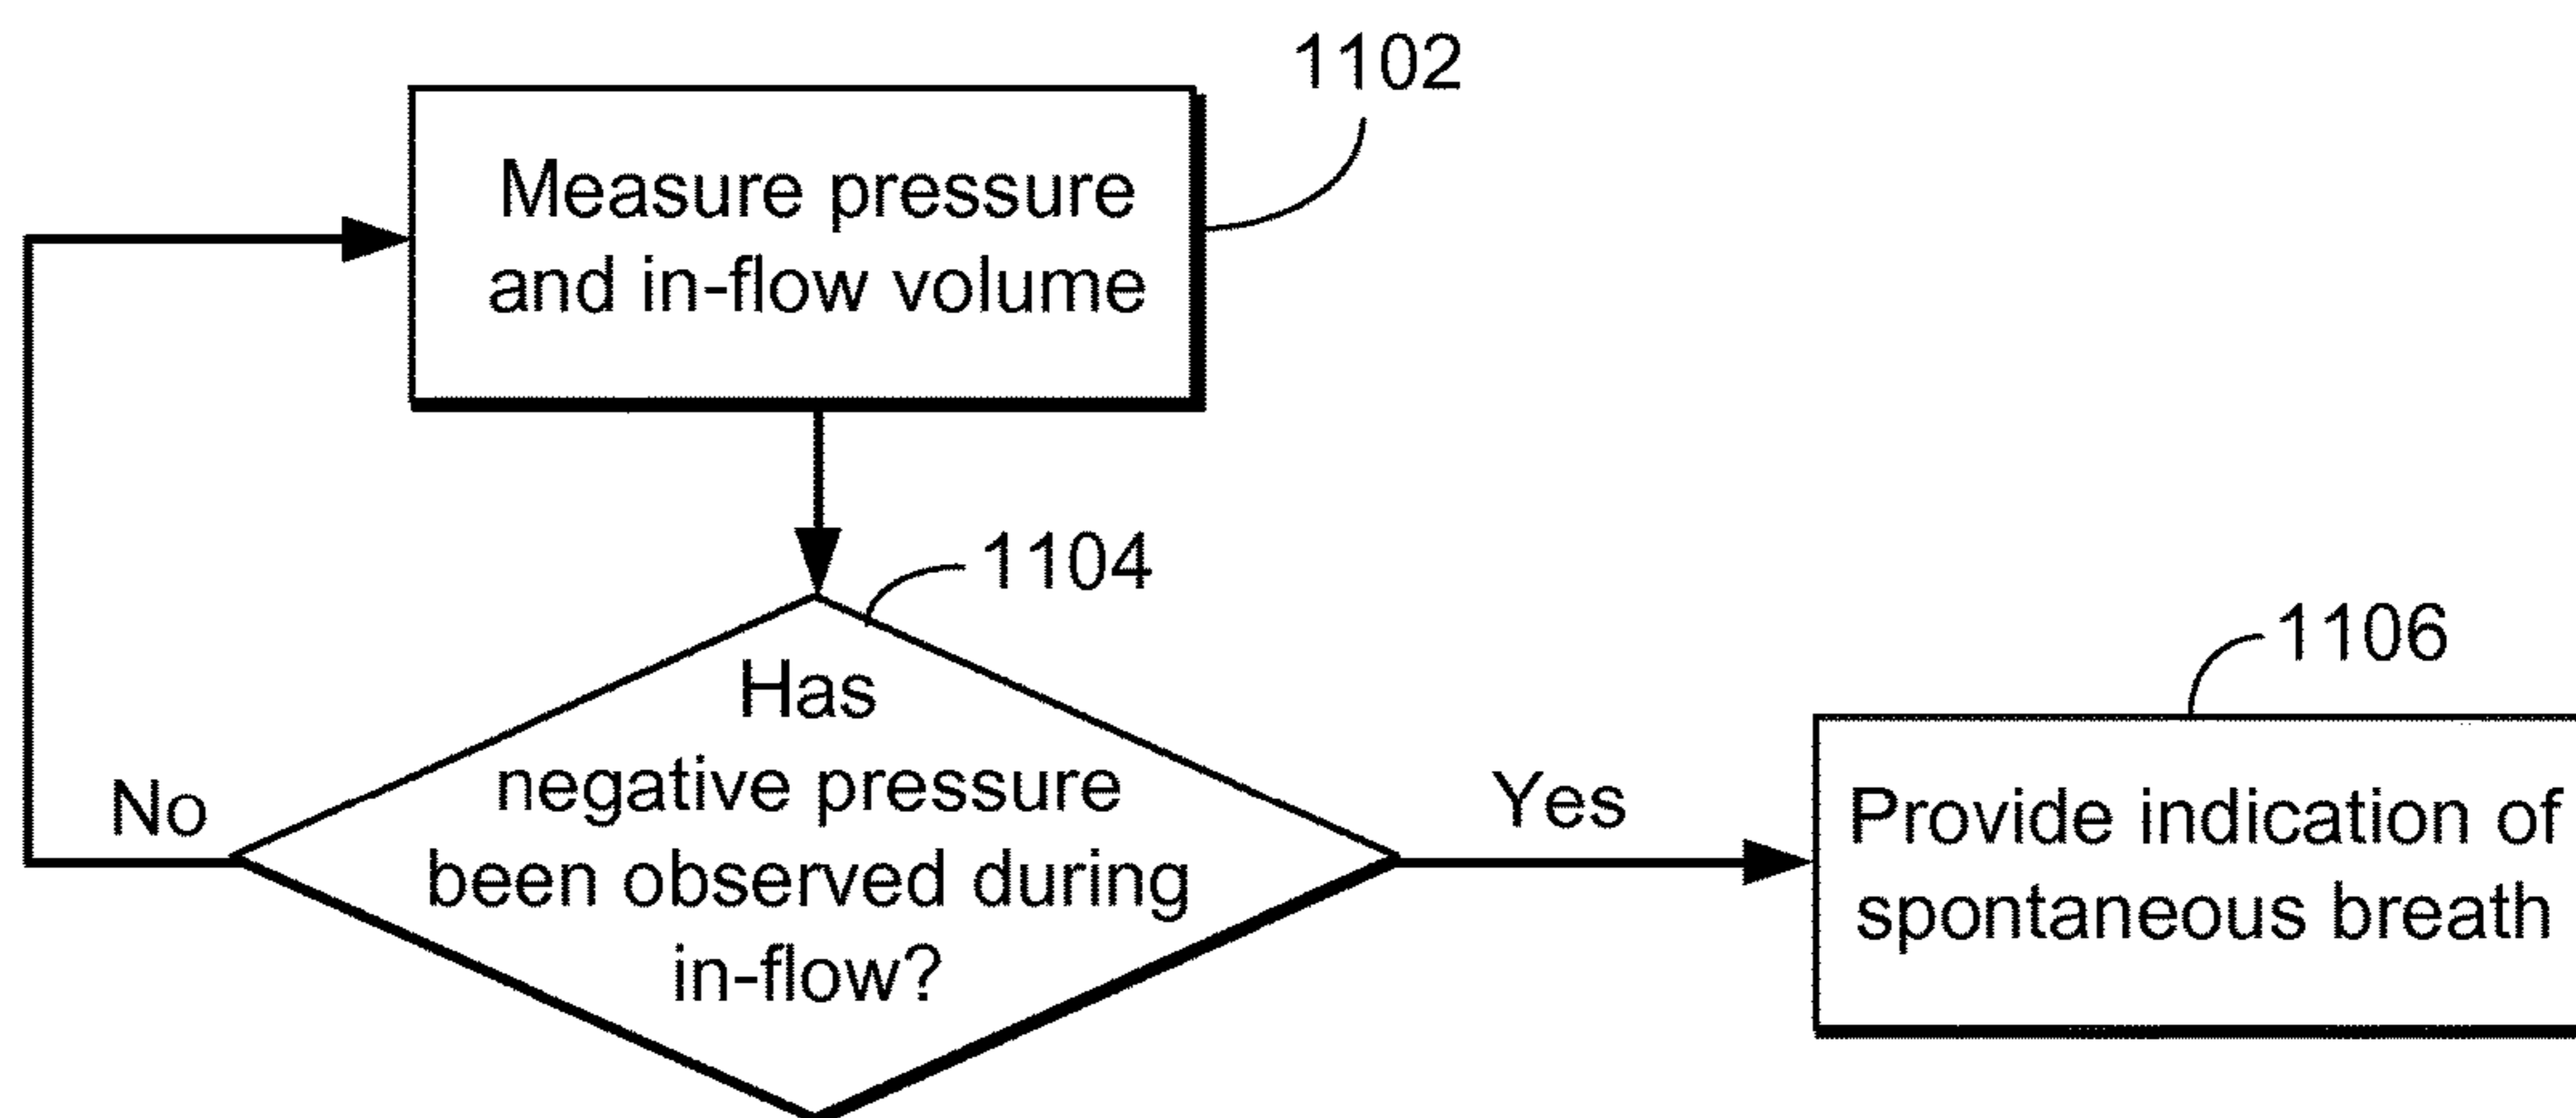 1102
Measure pressure
and in-flow volume
1104
Has
negative pressure
been observed during
in-flow?
No
Yes
1106
Provide indication of
spontaneous breath